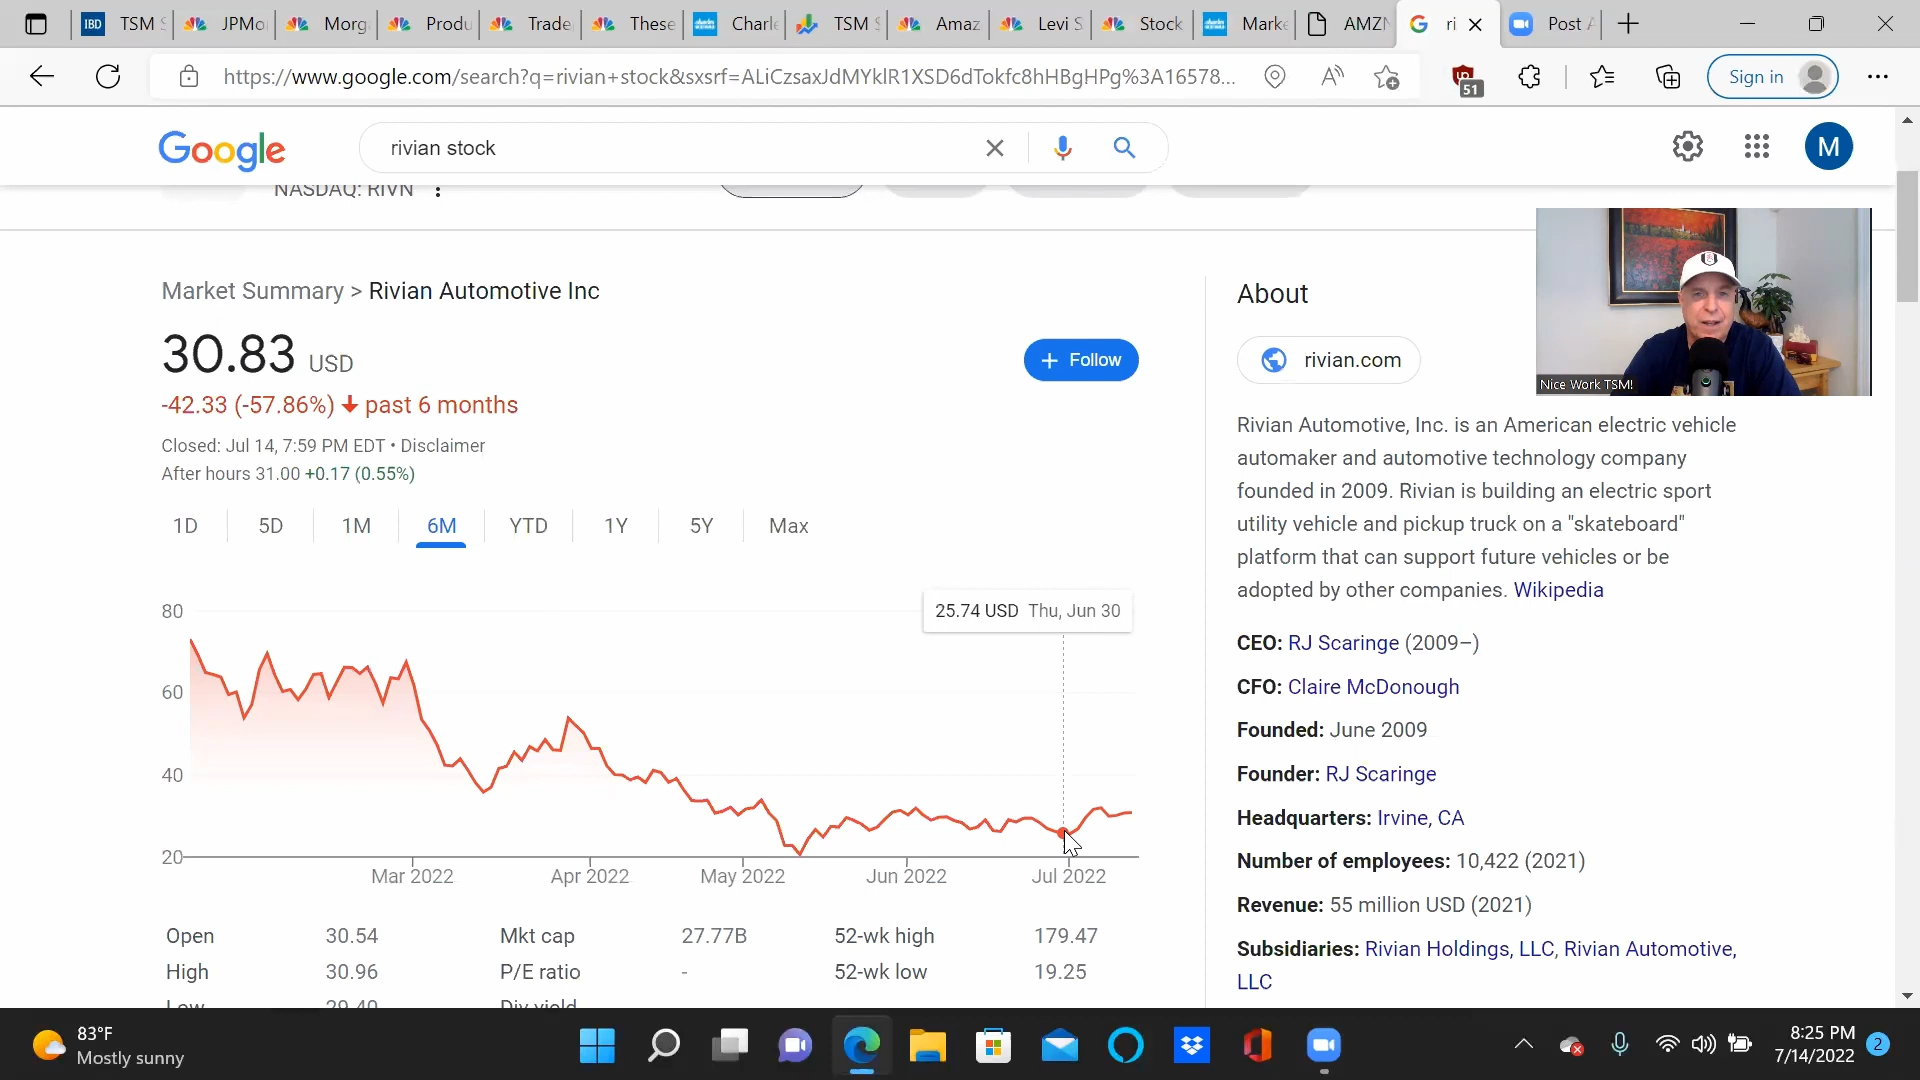 IBD TSM S
JPMo
Morg
Produ
Trade
These
Charl
TSM S
Amaz
Levi S
Stock
Marke
AMZN
ri
Post A
https://www.google.com/search?q=rivian+stock&sxsrf=ALiCzsaxJdMYklR1XSD6dTokfc8hHBgHPg%3A16578...
51
Sign in
Google
rivian stock
M
NASDAQ: RIVN
Market Summary > Rivian Automotive Inc
30.83 USD
+ Follow
-42.33 (-57.86%) past 6 months
Closed: Jul 14, 7:59 PM EDT • Disclaimer
After hours 31.00 +0.17 (0.55%)
1D 5D 1M 6M YTD 1Y 5Y Max
25.74 USD Thu, Jun 30
80
60
40
20
Mar 2022 Apr 2022 May 2022 Jun 2022 Jul 2022
Open 30.54 Mkt cap 27.77B 52-wk high 179.47
High 30.96 P/E ratio - 52-wk low 19.25
Low 29.40 Div yield
About
Nice Work TSM!
rivian.com
Rivian Automotive, Inc. is an American electric vehicle
automaker and automotive technology company
founded in 2009. Rivian is building an electric sport
utility vehicle and pickup truck on a "skateboard"
platform that can support future vehicles or be
adopted by other companies. Wikipedia
CEO: RJ Scaringe (2009–)
CFO: Claire McDonough
Founded: June 2009
Founder: RJ Scaringe
Headquarters: Irvine, CA
Number of employees: 10,422 (2021)
Revenue: 55 million USD (2021)
Subsidiaries: Rivian Holdings, LLC, Rivian Automotive,
LLC
83°F
Mostly sunny
8:25 PM
7/14/2022
2